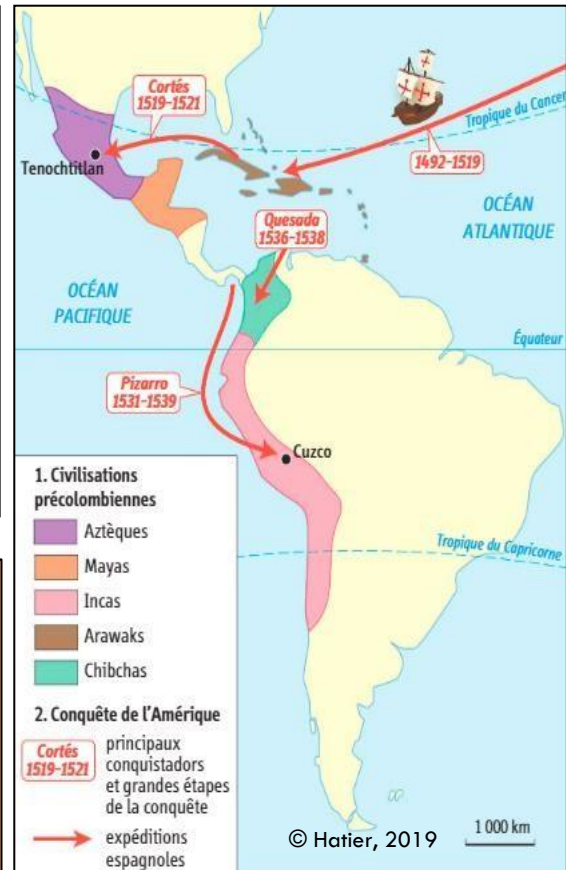 Cortés
1519-1521
Tropique du Cancer
Tenochtitlan
1492-1519
Quesada
1536-1538
OCÉAN
ATLANTIQUE
OCÉAN
PACIFIQUE
Équateur
Pizarro
1531-1539
Cuzco
1. Civilisations
précolombiennes
Aztèques
Mayas
Incas
Arawaks
Chibchas
Tropique du Capricorne
2. Conquête de l'Amérique
Cortés
1519-1521
principaux
conquistadors
et grandes étapes
de la conquête
expéditions
espagnoles
© Hatier, 2019
1 000 km